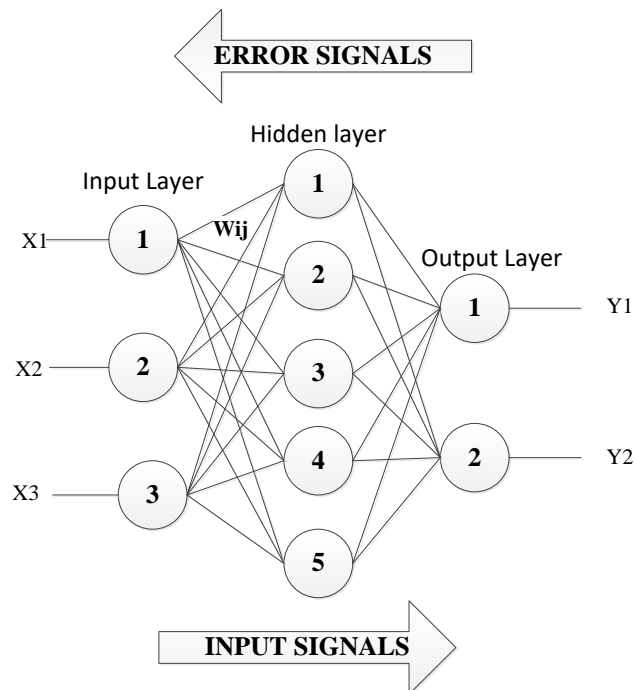 ERROR SIGNALS
Hidden layer
Input Layer
1
Wij
X1
1
2
Output Layer
1
Y1
X2
2
3
4
2
Y2
X3
3
5
INPUT SIGNALS